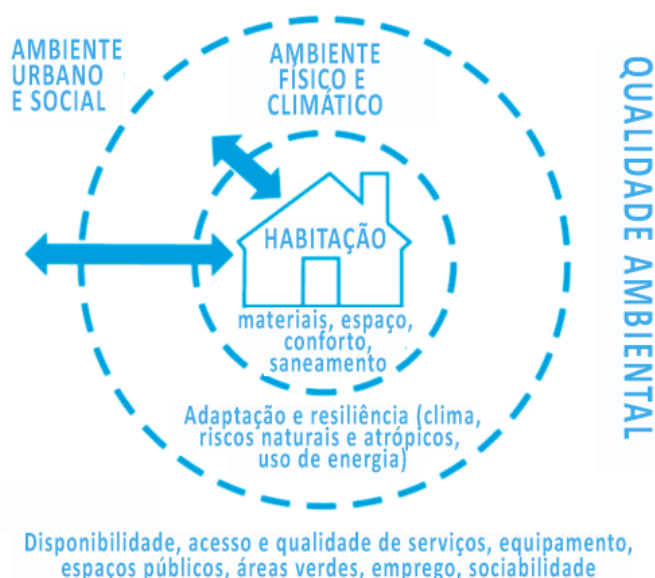 AMBIENTE
URBANO
E SOCIAL
AMBIENTE
FÍSICO E
CLIMÁTICO
QUALIDADE AMBIENTAL
HABITAÇÃO
materiais, espaço,
conforto,
saneamento
Adaptação e resiliência (clima,
riscos naturais e atrópicos,
uso de energia)
Disponibilidade, acesso e qualidade de serviços, equipamento,
espaços públicos, áreas verdes, emprego, sociabilidade